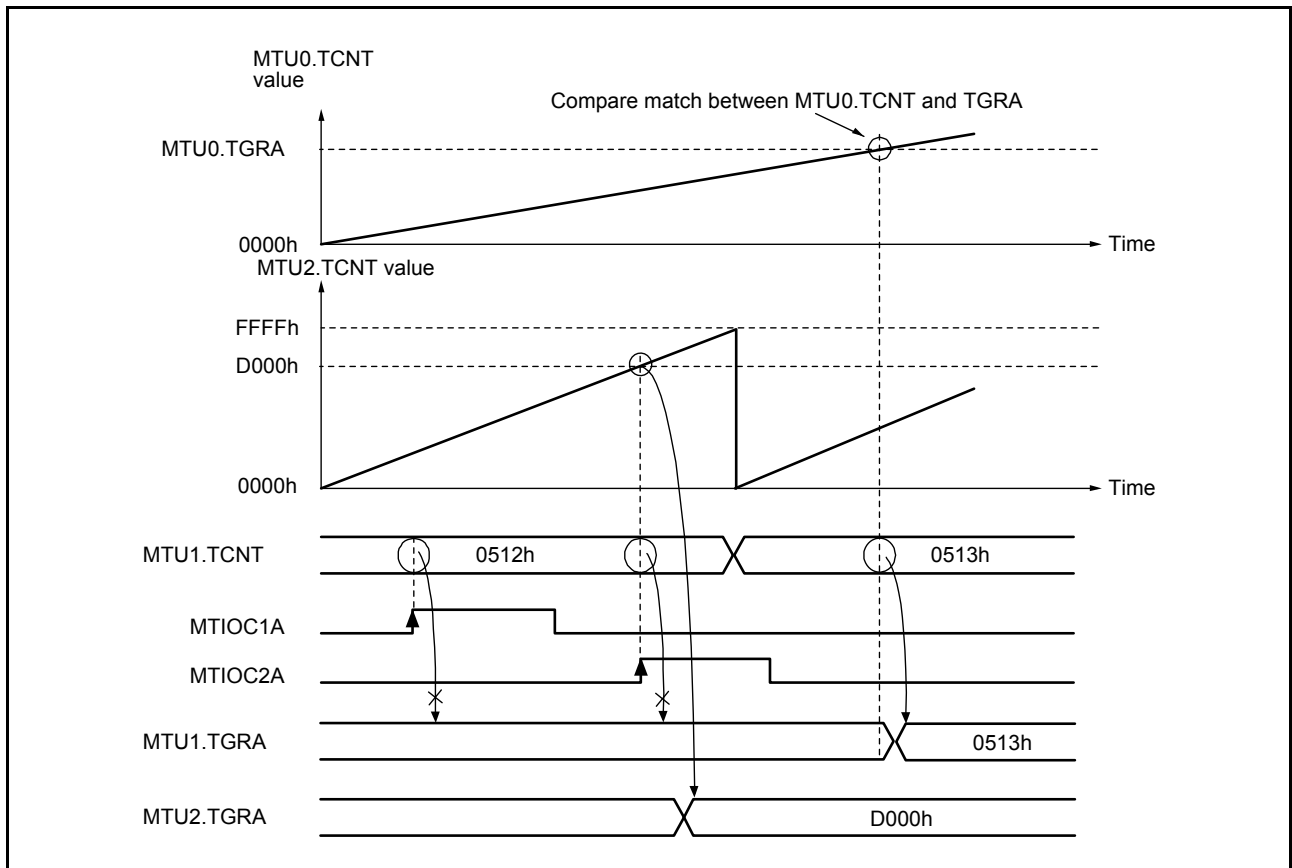 MTU0.TCNT
value
Compare match between MTU0.TCNT and TGRA
MTU0.TGRA
0000h
Time
MTU2.TCNT value
FFFFh
D000h
0000h
Time
MTU1.TCNT
0512h
0513h
MTIOC1A
MTIOC2A
MTU1.TGRA
0513h
MTU2.TGRA
D000h